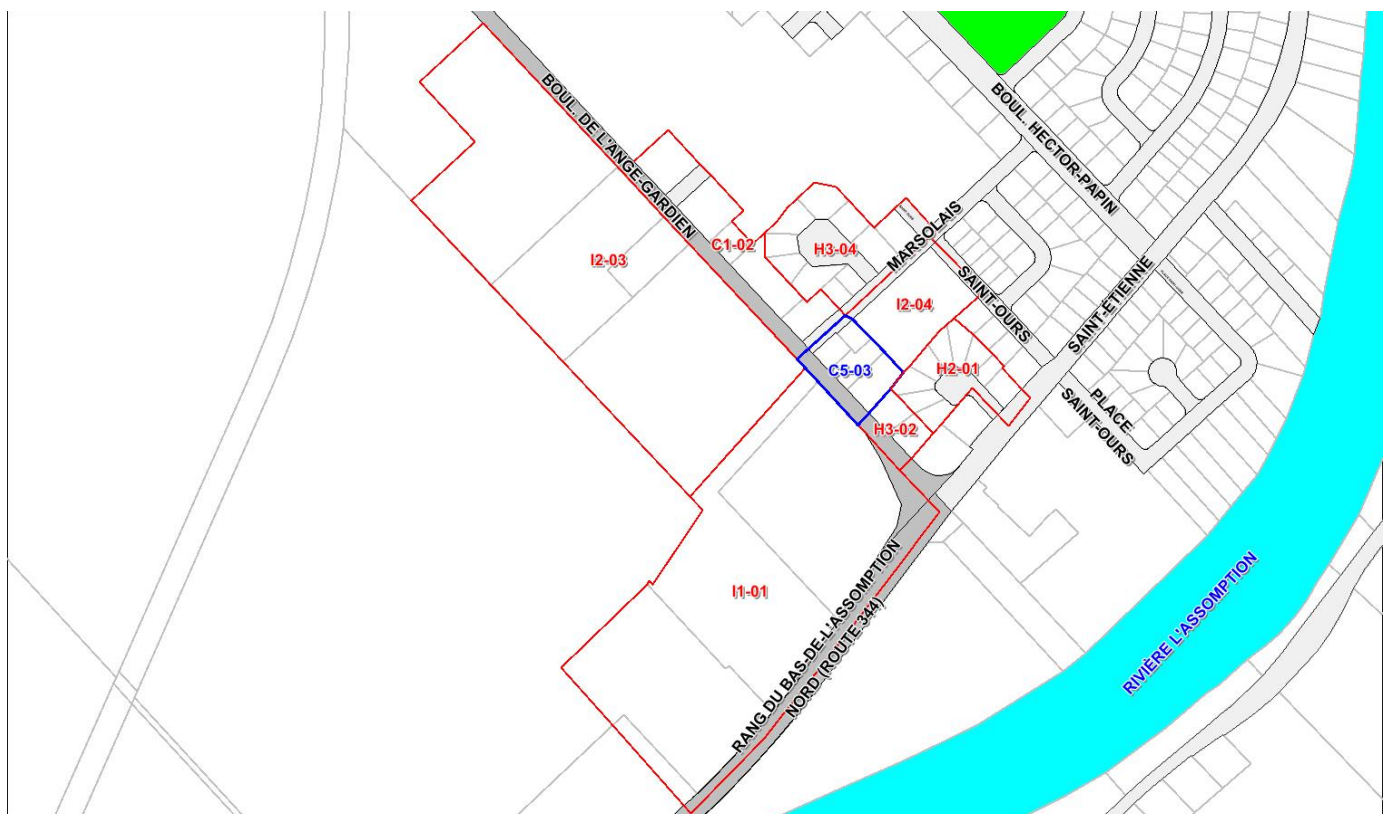 BOUL. DE L'ANGE-GARDIEN
BOUL. HECTOR-PAPIN
MARSOLAIS
SAINT-OURS
SAINT-ÉTIENNE
PLACE
SAINT-OURS
C1-02
H3-04
I2-03
I2-04
C5-03
H2-01
H3-02
I1-01
RANG DU BAS-DE-L'ASSOMPTION
NORD (ROUTE 344)
RIVIÈRE L'ASSOMPTION